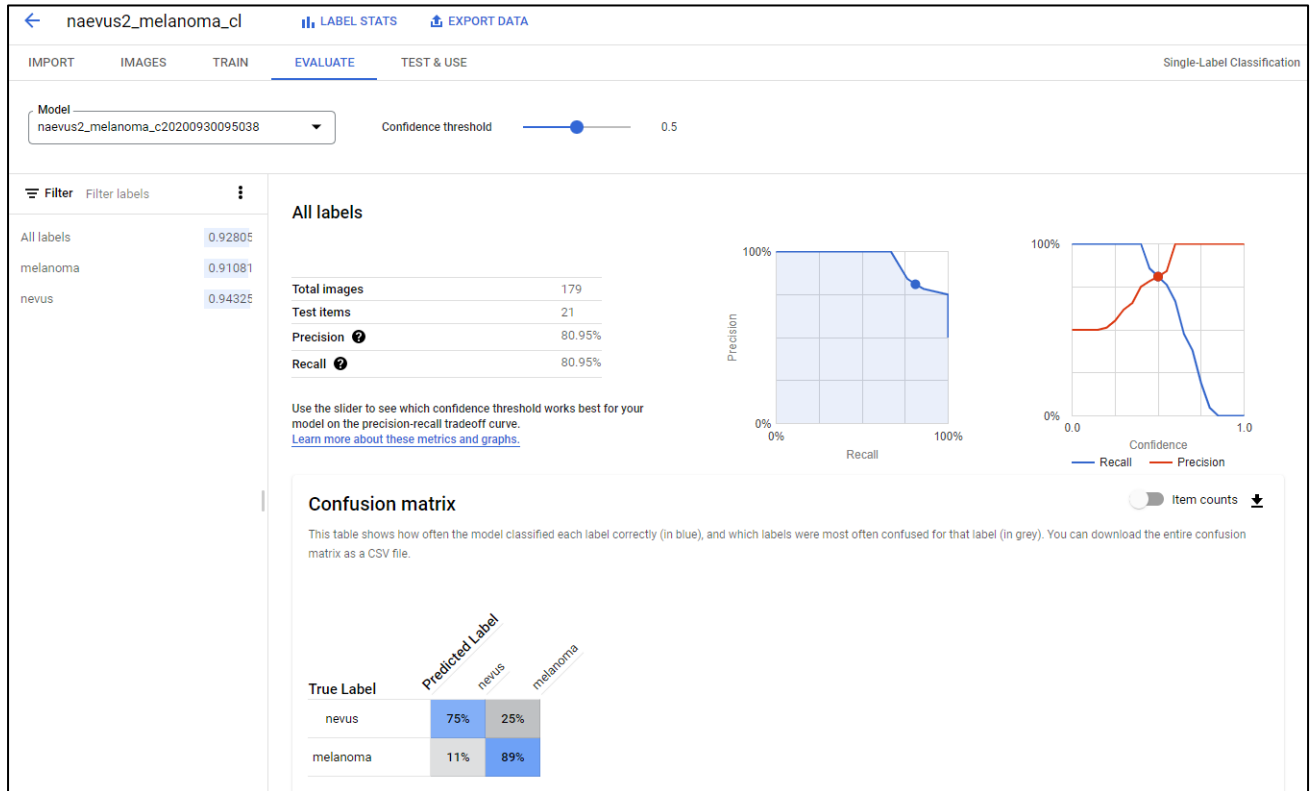 naevus2_melanoma_cl LABEL STATS EXPORT DATA
IMPORT IMAGES TRAIN EVALUATE TEST & USE Single-Label Classification
Model
naevus2_melanoma_c20200930095038 Confidence threshold 0.5
Filter Filter labels
All labels 0.92805
melanoma 0.91081
nevus 0.94325
All labels
Total images 179
Test items 21
Precision ? 80.95%
Recall ? 80.95%
Use the slider to see which confidence threshold works best for your
model on the precision-recall tradeoff curve.
Learn more about these metrics and graphs.
100%
Precision
0%
0% 100%
Recall
100%
0%
0.0 1.0
Confidence
Recall Precision
Confusion matrix Item counts
This table shows how often the model classified each label correctly (in blue), and which labels were most often confused for that label (in grey). You can download the entire confusion
matrix as a CSV file.
True Label Predicted Label nevus melanoma
nevus 75% 25%
melanoma 11% 89%